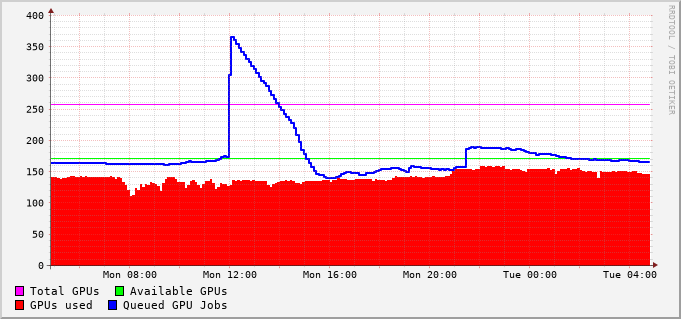 400
350
300
250
200
150
100
50
0
Mon 08:00 Mon 12:00 Mon 16:00 Mon 20:00 Tue 00:00 Tue 04:00
Total GPUs Available GPUs
GPUs used Queued GPU Jobs
RRDTOOL / TOBI OETIKER